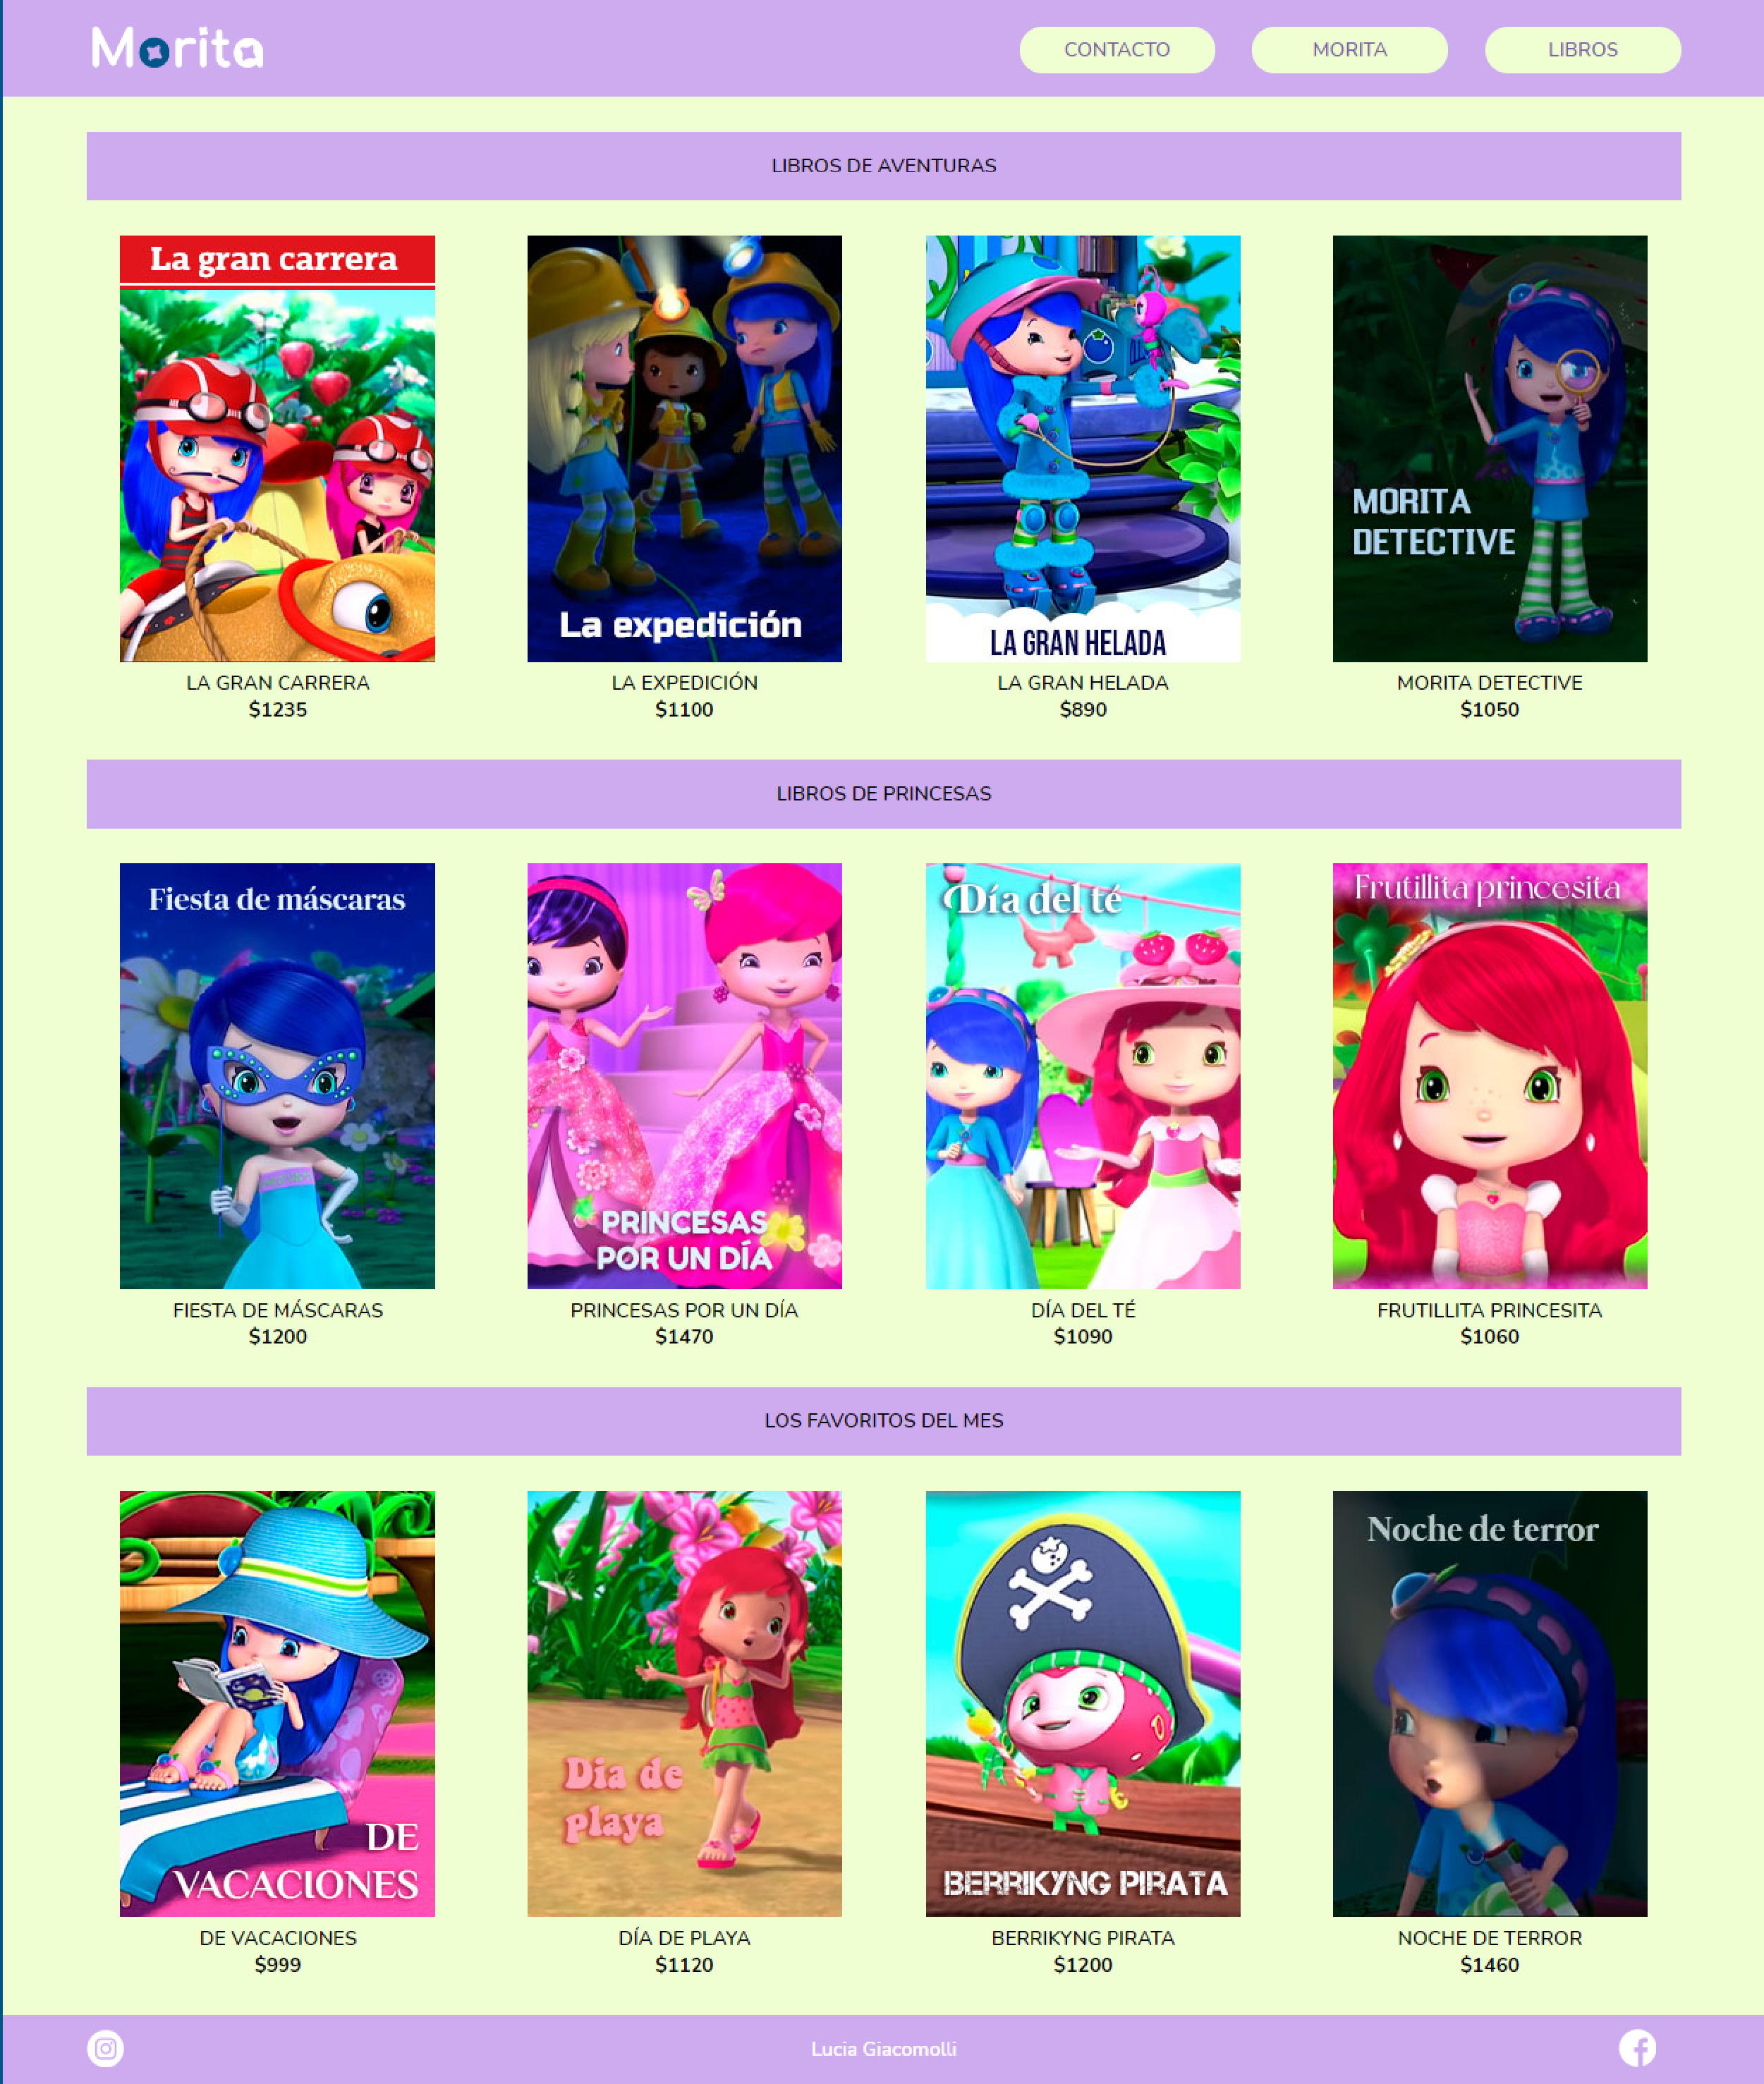 Morita
CONTACTO
MORITA
LIBROS
LIBROS DE AVENTURAS
La gran carrera
La expedición
LA GRAN HELADA
MORITA
DETECTIVE
LA GRAN CARRERA
$1235
LA EXPEDICIÓN
$1100
LA GRAN HELADA
$890
MORITA DETECTIVE
$1050
LIBROS DE PRINCESAS
Fiesta de máscaras
PRINCESAS
POR UN DÍA
Día del té
Frutillita princesita
FIESTA DE MÁSCARAS
$1200
PRINCESAS POR UN DÍA
$1470
DÍA DEL TÉ
$1090
FRUTILLITA PRINCESITA
$1060
LOS FAVORITOS DEL MES
DE
VACACIONES
Dia de
playa
BERRIKYNG PIRATA
Noche de terror
DE VACACIONES
$999
DÍA DE PLAYA
$1120
BERRIKYNG PIRATA
$1200
NOCHE DE TERROR
$1460
Lucia Giacomolli